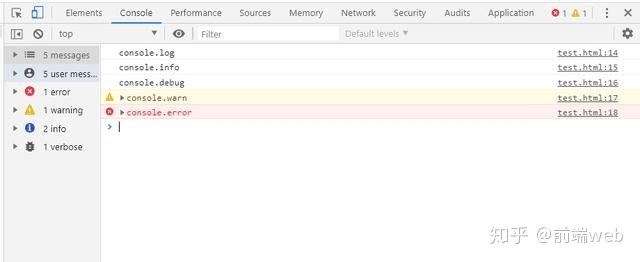 Elements Console Performance Sources Memory Network Security Audits Application 1 1
top Filter Default levels
5 messages
5 user mess...
1 error
1 warning
2 info
1 verbose
console.log test.html:14
console.info test.html:15
console.debug test.html:16
console.warn test.html:17
console.error test.html:18
知乎 @前端web